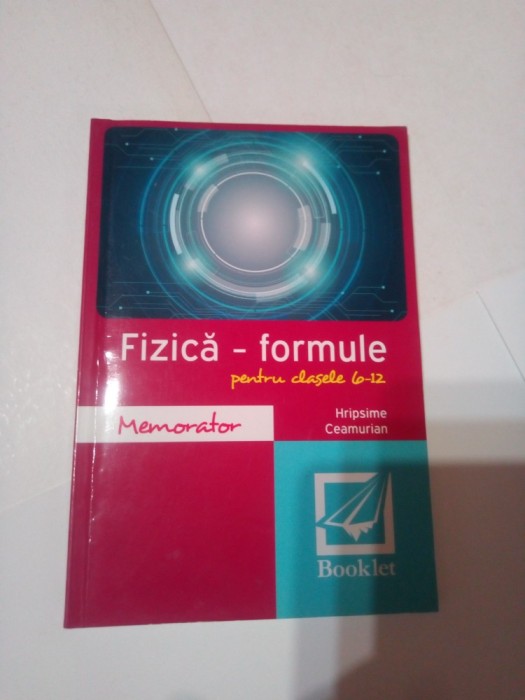 Fizică - formule
pentru clasele 6-12
Memorator
Hripsime
Ceamurian
Booklet